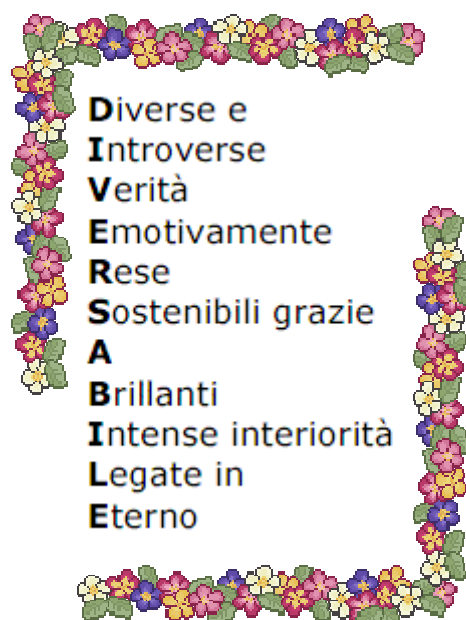 Diverse e
Introverse
Verità
Emotivamente
Rese
Sostenibili grazie
A
Brillanti
Intense interiorità
Legate in
Eterno